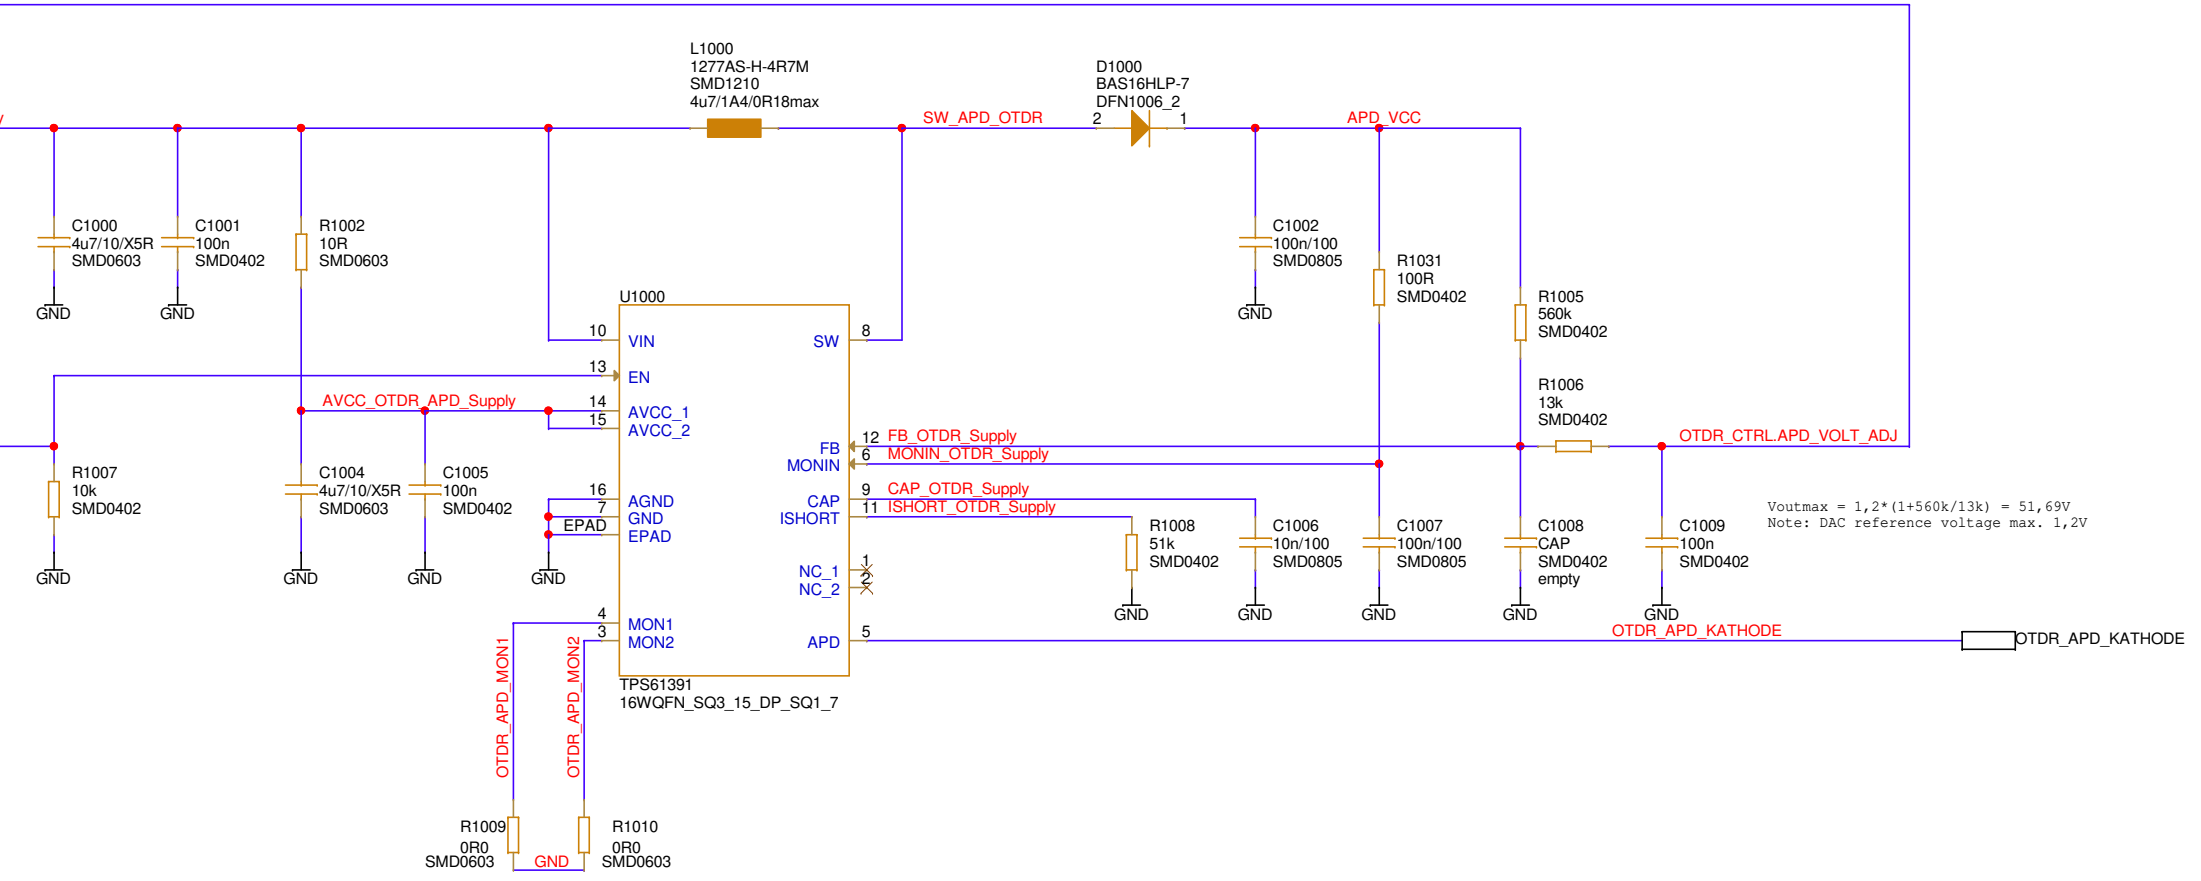 L1000
1277AS-H-4R7M
SMD1210
4u7/1A4/0R18max
D1000
BAS16HLP-7
DFN1006_2
2
1
SW_APD_OTDR
APD_VCC
C1000
4u7/10/X5R
SMD0603
GND
C1001
100n
SMD0402
GND
R1002
10R
SMD0603
C1002
100n/100
SMD0805
GND
R1031
100R
SMD0402
R1005
560k
SMD0402
R1006
13k
SMD0402
U1000
10
VIN
13
EN
14
AVCC_1
15
AVCC_2
16
AGND
7
GND
EPAD
EPAD
4
MON1
3
MON2
SW
8
FB
12
MONIN
6
CAP
9
ISHORT
11
NC_1
1
NC_2
2
APD
5
TPS61391
16WQFN_SQ3_15_DP_SQ1_7
AVCC_OTDR_APD_Supply
FB_OTDR_Supply
MONIN_OTDR_Supply
CAP_OTDR_Supply
ISHORT_OTDR_Supply
OTDR_CTRL.APD_VOLT_ADJ
R1007
10k
SMD0402
GND
C1004
4u7/10/X5R
SMD0603
GND
C1005
100n
SMD0402
GND
GND
R1008
51k
SMD0402
GND
C1006
10n/100
SMD0805
GND
C1007
100n/100
SMD0805
GND
C1008
CAP
SMD0402
empty
GND
C1009
100n
SMD0402
GND
Voutmax = 1,2*(1+560k/13k) = 51,69V
Note: DAC reference voltage max. 1,2V
OTDR_APD_KATHODE
OTDR_APD_KATHODE
OTDR_APD_MON1
OTDR_APD_MON2
R1009
0R0
SMD0603
GND
R1010
0R0
SMD0603